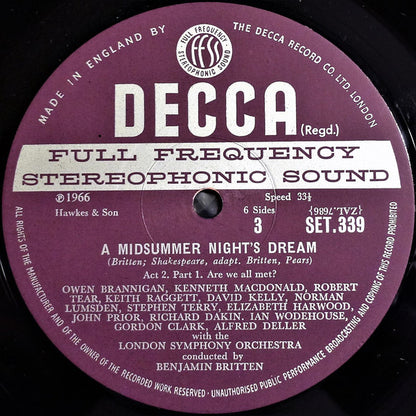 MADE IN ENGLAND BY THE DECCA RECORD CO. LTD. LONDON
FULL FREQUENCY
ffss
STEREOPHONIC SOUND
DECCA (Regd.)
FULL FREQUENCY
STEREOPHONIC SOUND
℗1966 Speed 33⅓
Hawkes & Son 6 Sides {ZAL.7686}
3 SET.339
A MIDSUMMER NIGHT'S DREAM
(Britten; Shakespeare, adapt. Britten, Pears)
Act 2. Part 1. Are we all met?
OWEN BRANNIGAN, KENNETH MACDONALD, ROBERT
TEAR, KEITH RAGGETT, DAVID KELLY, NORMAN
LUMSDEN, STEPHEN TERRY, ELIZABETH HARWOOD,
JOHN PRIOR, RICHARD DAKIN, IAN WODEHOUSE,
GORDON CLARK, ALFRED DELLER
with the
LONDON SYMPHONY ORCHESTRA
conducted by
BENJAMIN BRITTEN
ALL RIGHTS OF THE MANUFACTURER AND OF THE OWNER OF THE RECORDED WORK RESERVED · UNAUTHORISED PUBLIC PERFORMANCE BROADCASTING AND COPYING OF THIS RECORD PROHIBITED